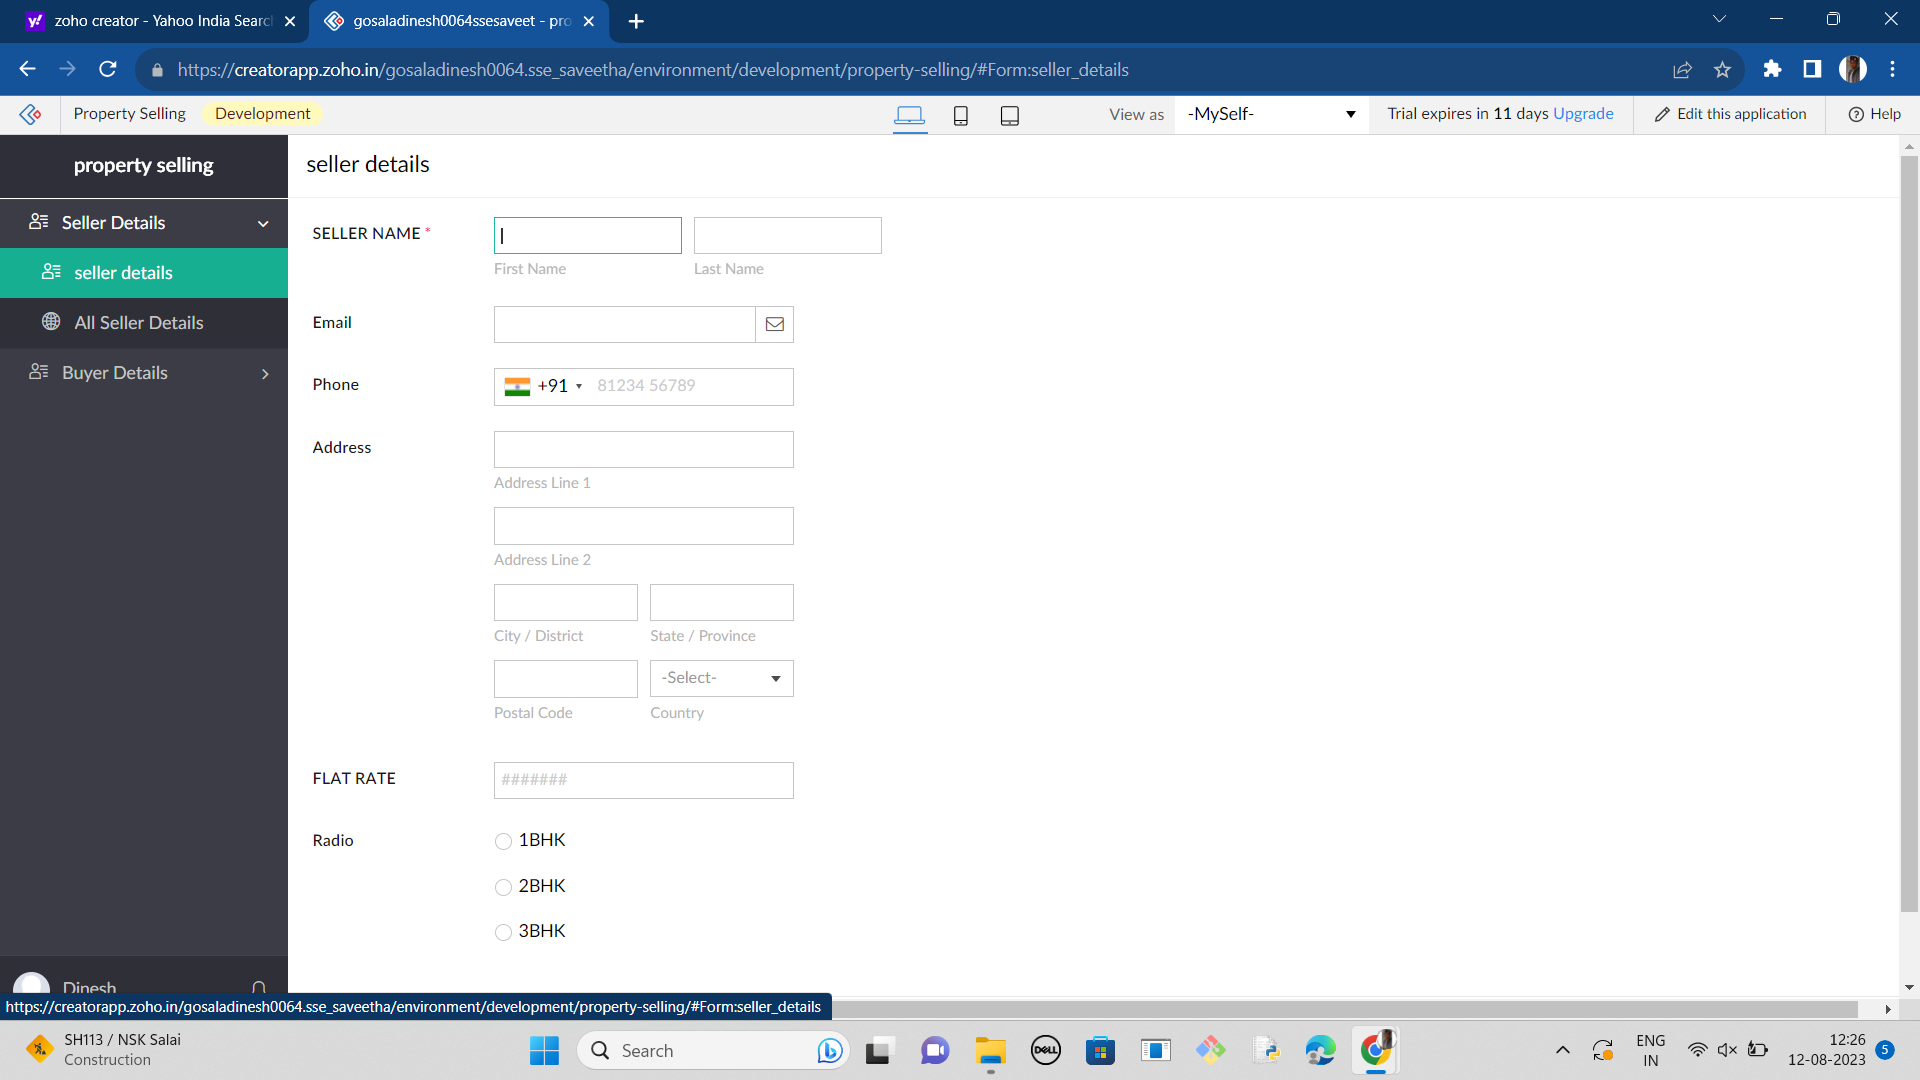 zoho creator - Yahoo India Searc
gosaladinesh0064ssesaveet - pro
https://creatorapp.zoho.in/gosaladinesh0064.sse_saveetha/environment/development/property-selling/#Form:seller_details
Property Selling
Development
View as
-MySelf-
Trial expires in 11 days Upgrade
Edit this application
Help
property selling
Seller Details
seller details
All Seller Details
Buyer Details
Dinesh
seller details
SELLER NAME *
First Name
Last Name
Email
Phone
+91
81234 56789
Address
Address Line 1
Address Line 2
City / District
State / Province
-Select-
Postal Code
Country
FLAT RATE
#######
Radio
1BHK
2BHK
3BHK
https://creatorapp.zoho.in/gosaladinesh0064.sse_saveetha/environment/development/property-selling/#Form:seller_details
SH113 / NSK Salai
Construction
Search
DELL
ENG
IN
12:26
12-08-2023
5